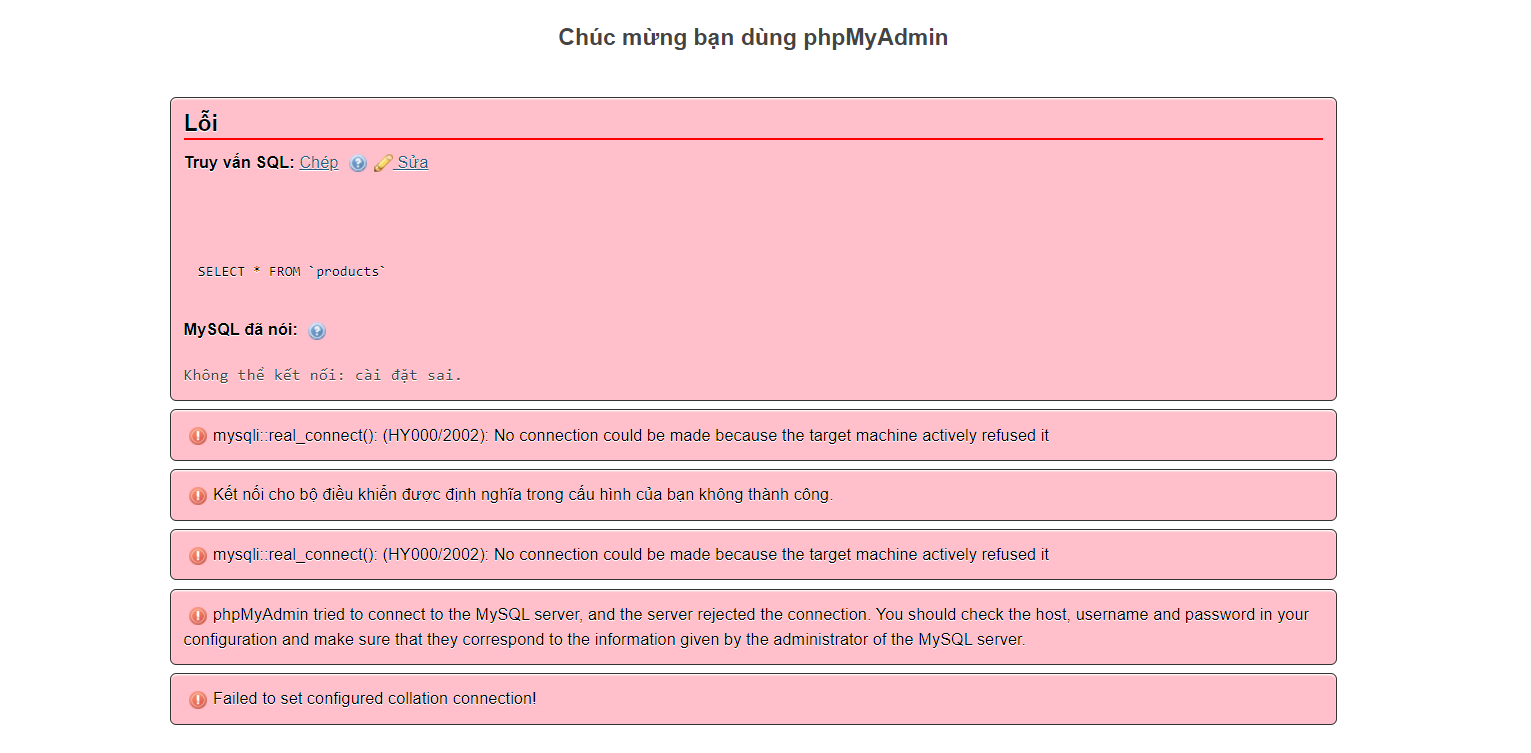 Chúc mừng bạn dùng phpMyAdmin
Lỗi
Truy vấn SQL: Chép Sửa
SELECT * FROM `products`
MySQL đã nói:
Không thể kết nối: cài đặt sai.
mysqli::real_connect(): (HY000/2002): No connection could be made because the target machine actively refused it
Kết nối cho bộ điều khiển được định nghĩa trong cấu hình của bạn không thành công.
mysqli::real_connect(): (HY000/2002): No connection could be made because the target machine actively refused it
phpMyAdmin tried to connect to the MySQL server, and the server rejected the connection. You should check the host, username and password in your
configuration and make sure that they correspond to the information given by the administrator of the MySQL server.
Failed to set configured collation connection!